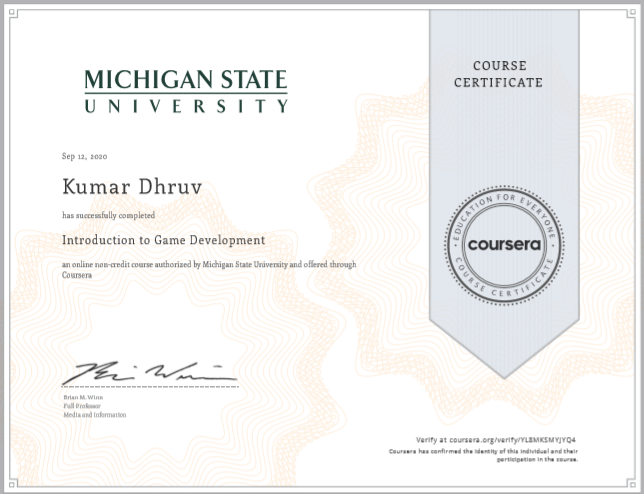 MICHIGAN STATE
UNIVERSITY
COURSE
CERTIFICATE
Sep 12, 2020
Kumar Dhruv
has successfully completed
Introduction to Game Development
an online non-credit course authorized by Michigan State University and offered through
Coursera
EDUCATION FOR EVERYONE
coursera
COURSE CERTIFICATE
Brian M. Winn
Full Professor
Media and Information
Verify at coursera.org/verify/YLBMKSMYJYQ4
Coursera has confirmed the identity of this individual and their
participation in the course.